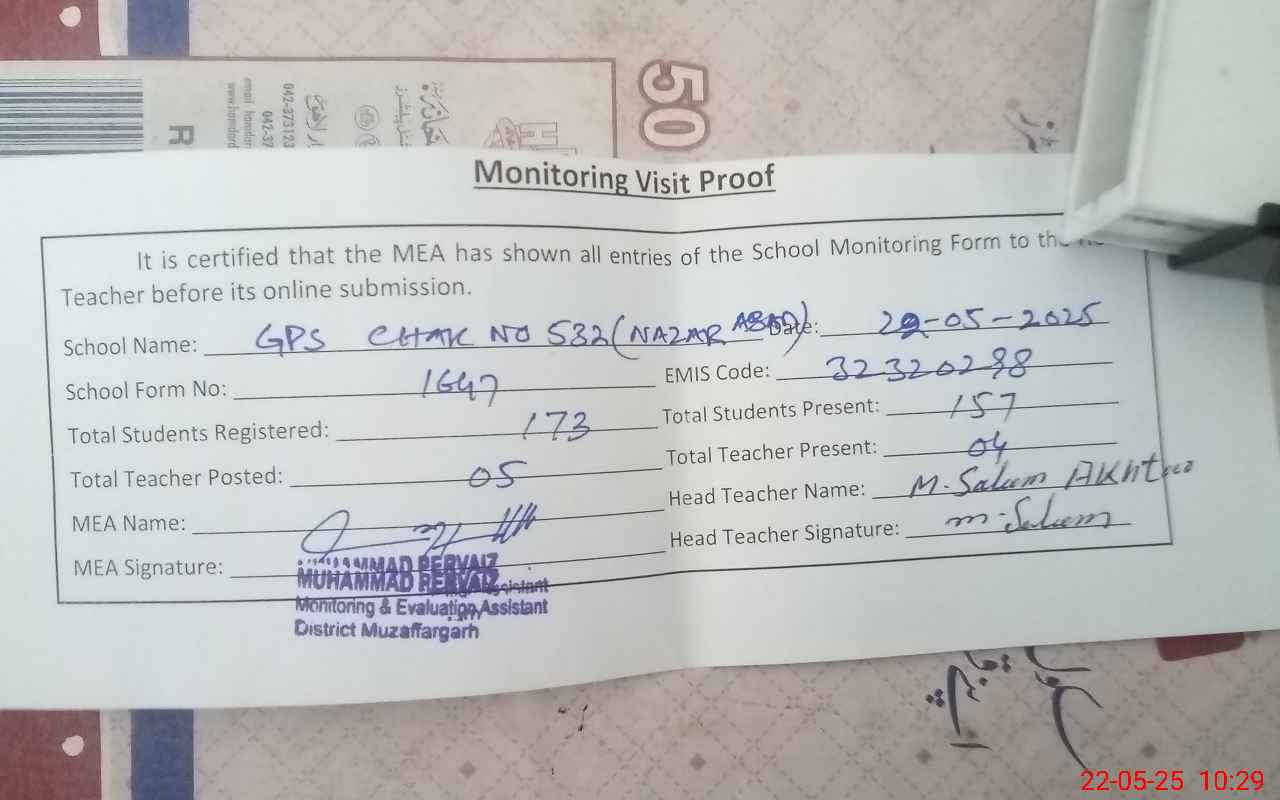 50
R
042-373123
042-37
Monitoring Visit Proof
It is certified that the MEA has shown all entries of the School Monitoring Form to the
Teacher before its online submission.
School Name: GPS CHAK NO 532 (NAZAR ABAD) Date: 22-05-2025
School Form No: 1647 EMIS Code: 32320298
Total Students Registered: 173 Total Students Present: 157
Total Teacher Posted: 05 Total Teacher Present: 04
MEA Name: Head Teacher Name: M. Saleem AKHtar
MEA Signature: Head Teacher Signature: m. Saleem
MUHAMMAD PERVAIZ
Monitoring & Evaluation Assistant
District Muzaffargarh
22-05-25 10:29